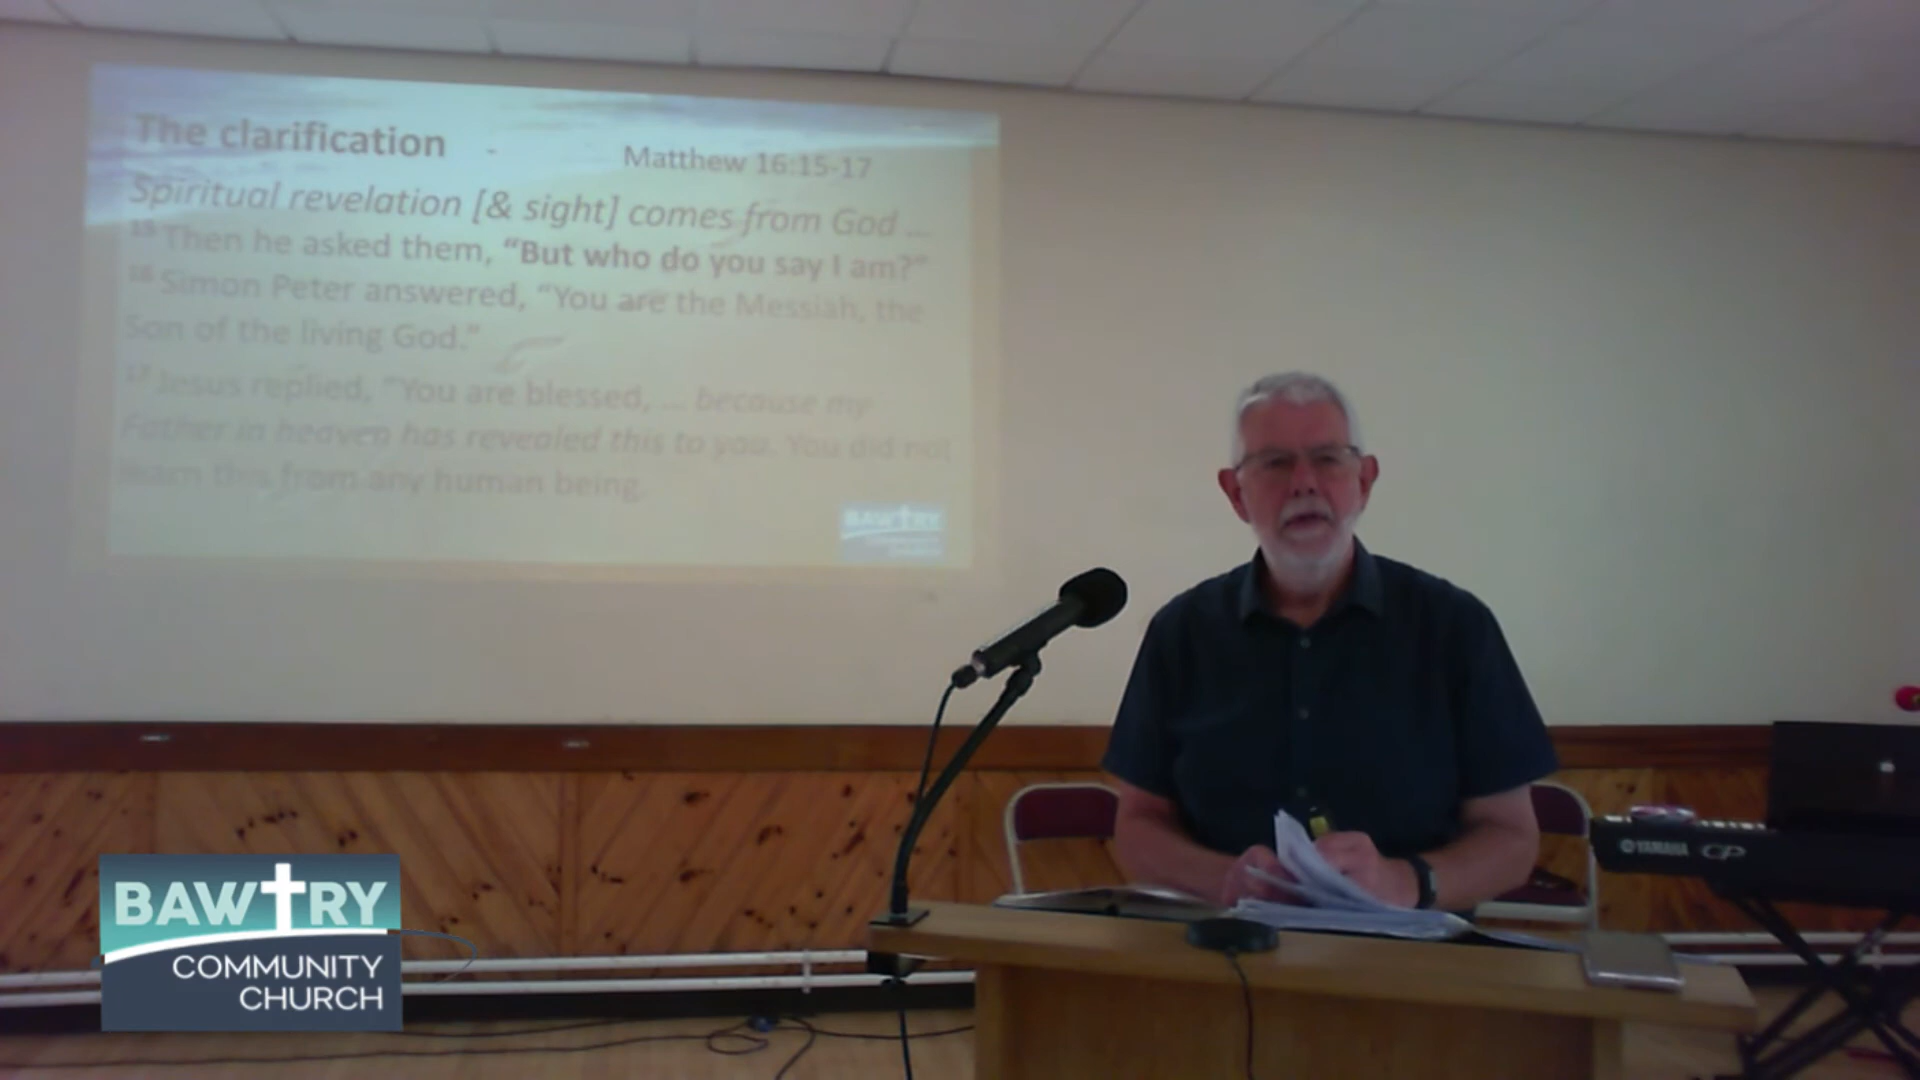 The clarification - Matthew 16:15-17
Spiritual revelation [& sight] comes from God ...
15 Then he asked them, “But who do you say I am?”
16 Simon Peter answered, “You are the Messiah, the
Son of the living God.”
17 Jesus replied, “You are blessed, ... because my
Father in heaven has revealed this to you. You did not
learn this from any human being.
BAWTRY
COMMUNITY
CHURCH
YAMAHA CP
BAWTRY
COMMUNITY
CHURCH